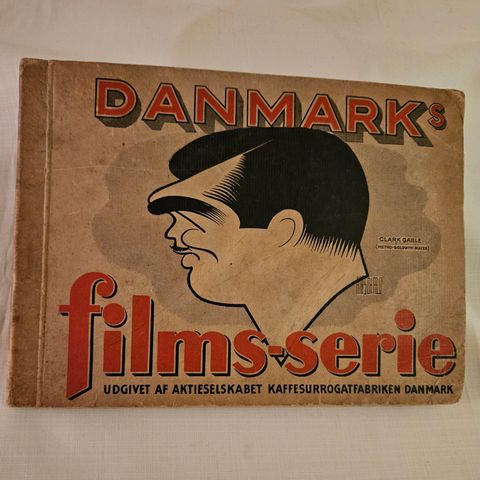 DANMARKs
CLARK GABLE
(METRO-GOLDWYN-MAYER)
films-serie
UDGIVET AF AKTIESELSKABET KAFFESURROGATFABRIKEN DANMARK